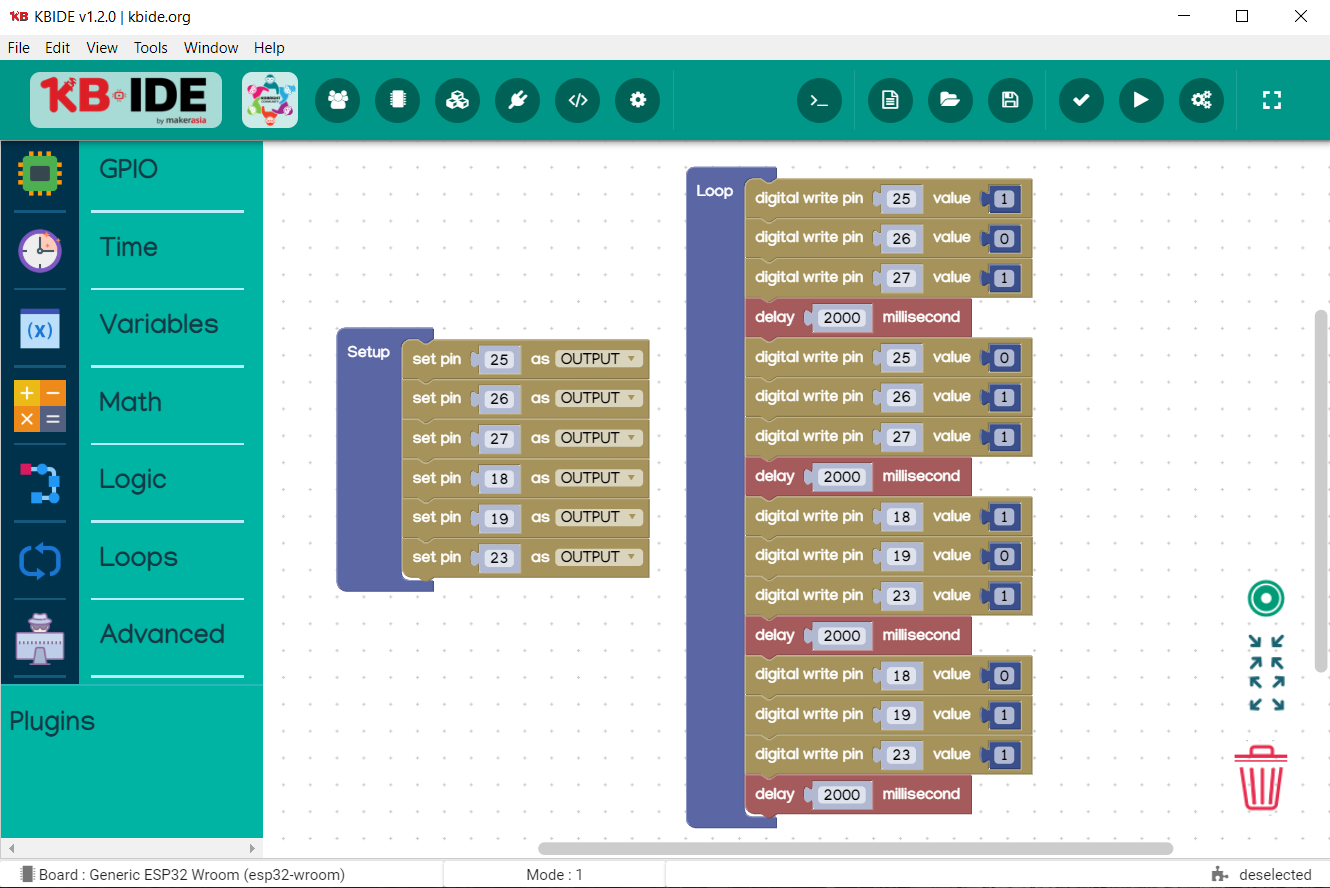 KBIDE v1.2.0 | kbide.org
File Edit View Tools Window Help
KB IDE
by makerasia
GPIO
Time
Variables
Math
Logic
Loops
Advanced
Plugins
Setup
set pin 25 as OUTPUT
set pin 26 as OUTPUT
set pin 27 as OUTPUT
set pin 18 as OUTPUT
set pin 19 as OUTPUT
set pin 23 as OUTPUT
Loop
digital write pin 25 value 1
digital write pin 26 value 0
digital write pin 27 value 1
delay 2000 millisecond
digital write pin 25 value 0
digital write pin 26 value 1
digital write pin 27 value 1
delay 2000 millisecond
digital write pin 18 value 1
digital write pin 19 value 0
digital write pin 23 value 1
delay 2000 millisecond
digital write pin 18 value 0
digital write pin 19 value 1
digital write pin 23 value 1
delay 2000 millisecond
Board : Generic ESP32 Wroom (esp32-wroom)
Mode : 1
deselected